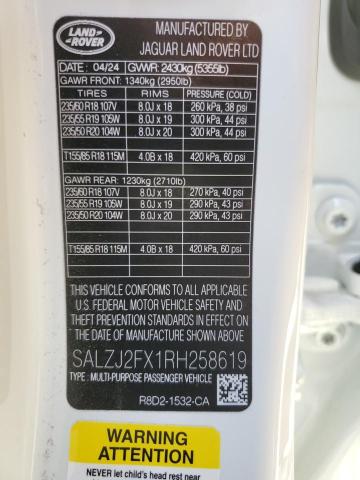 LAND ROVER
MANUFACTURED BY
JAGUAR LAND ROVER LTD
DATE: 04/24 GVWR: 2430kg (5355lb)
GAWR FRONT: 1340kg (2950lb)
TIRES RIMS PRESSURE (COLD)
235/60 R18 107V 8.0J x 18 260 kPa, 38 psi
235/55 R19 105W 8.0J x 19 300 kPa, 44 psi
235/50 R20 104W 8.0J x 20 300 kPa, 44 psi
T155/85 R18 115M 4.0B x 18 420 kPa, 60 psi
GAWR REAR: 1230kg (2710lb)
235/60 R18 107V 8.0J x 18 270 kPa, 40 psi
235/55 R19 105W 8.0J x 19 290 kPa, 43 psi
235/50 R20 104W 8.0J x 20 290 kPa, 43 psi
T155/85 R18 115M 4.0B x 18 420 kPa, 60 psi
THIS VEHICLE CONFORMS TO ALL APPLICABLE
U.S. FEDERAL MOTOR VEHICLE SAFETY AND
THEFT PREVENTION STANDARDS IN EFFECT ON
THE DATE OF MANUFACTURE SHOWN ABOVE.
SALZJ2FX1RH258619
TYPE: MULTI-PURPOSE PASSENGER VEHICLE
R8D2-1532-CA
WARNING
ATTENTION
NEVER let child's head rest near